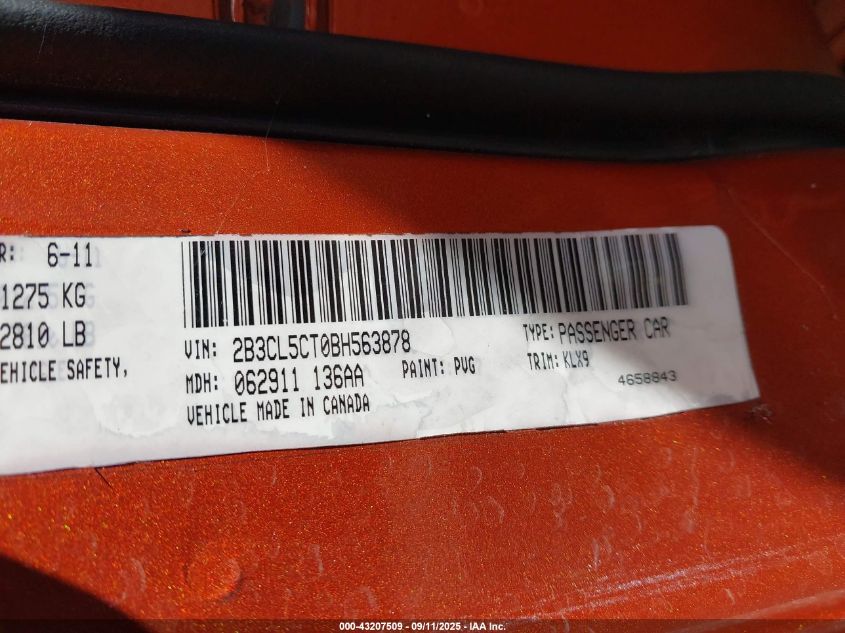 R: 6-11
1275 KG
2810 LB
EHICLE SAFETY,
VIN: 2B3CL5CT0BH563878 TYPE: PASSENGER CAR
MDH: 062911 136AA PAINT: PVG TRIM: KLX9
VEHICLE MADE IN CANADA 4658843
000-43207509 - 09/11/2025 - IAA Inc.